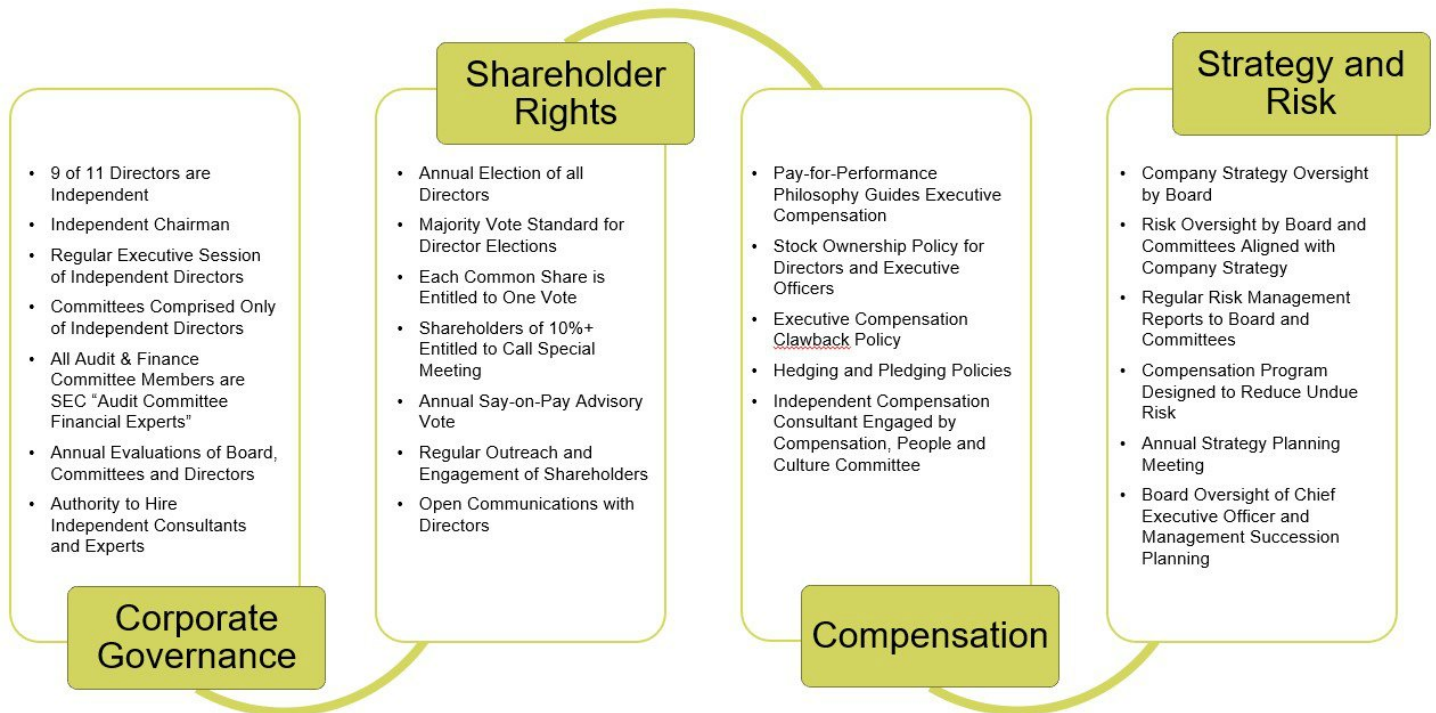 • 9 of 11 Directors are
Independent
• Independent Chairman
• Regular Executive Session
of Independent Directors
• Committees Comprised Only
of Independent Directors
• All Audit & Finance
Committee Members are
SEC “Audit Committee
Financial Experts”
• Annual Evaluations of Board,
Committees and Directors
• Authority to Hire
Independent Consultants
and Experts
Corporate
Governance
Shareholder
Rights
• Annual Election of all
Directors
• Majority Vote Standard for
Director Elections
• Each Common Share is
Entitled to One Vote
• Shareholders of 10%+
Entitled to Call Special
Meeting
• Annual Say-on-Pay Advisory
Vote
• Regular Outreach and
Engagement of Shareholders
• Open Communications with
Directors
• Pay-for-Performance
Philosophy Guides Executive
Compensation
• Stock Ownership Policy for
Directors and Executive
Officers
• Executive Compensation
Clawback Policy
• Hedging and Pledging Policies
• Independent Compensation
Consultant Engaged by
Compensation, People and
Culture Committee
Compensation
Strategy and
Risk
• Company Strategy Oversight
by Board
• Risk Oversight by Board and
Committees Aligned with
Company Strategy
• Regular Risk Management
Reports to Board and
Committees
• Compensation Program
Designed to Reduce Undue
Risk
• Annual Strategy Planning
Meeting
• Board Oversight of Chief
Executive Officer and
Management Succession
Planning